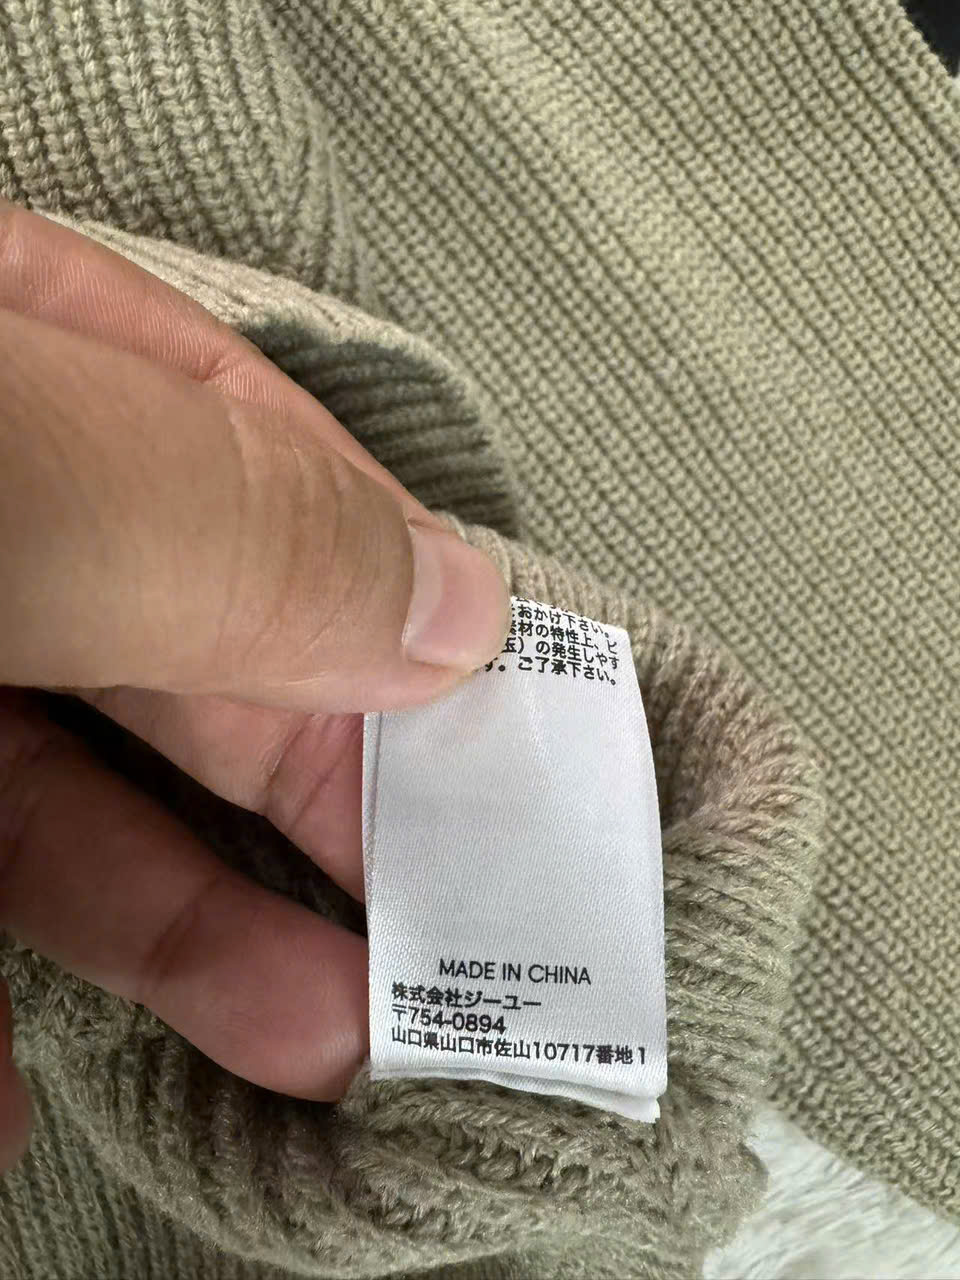 おかけ下さい。
素材の特性上、ピ
玉）の発生しやす
す。ご了承下さい。
MADE IN CHINA
株式会社ジーユー
〒754-0894
山口県山口市佐山10717番地1